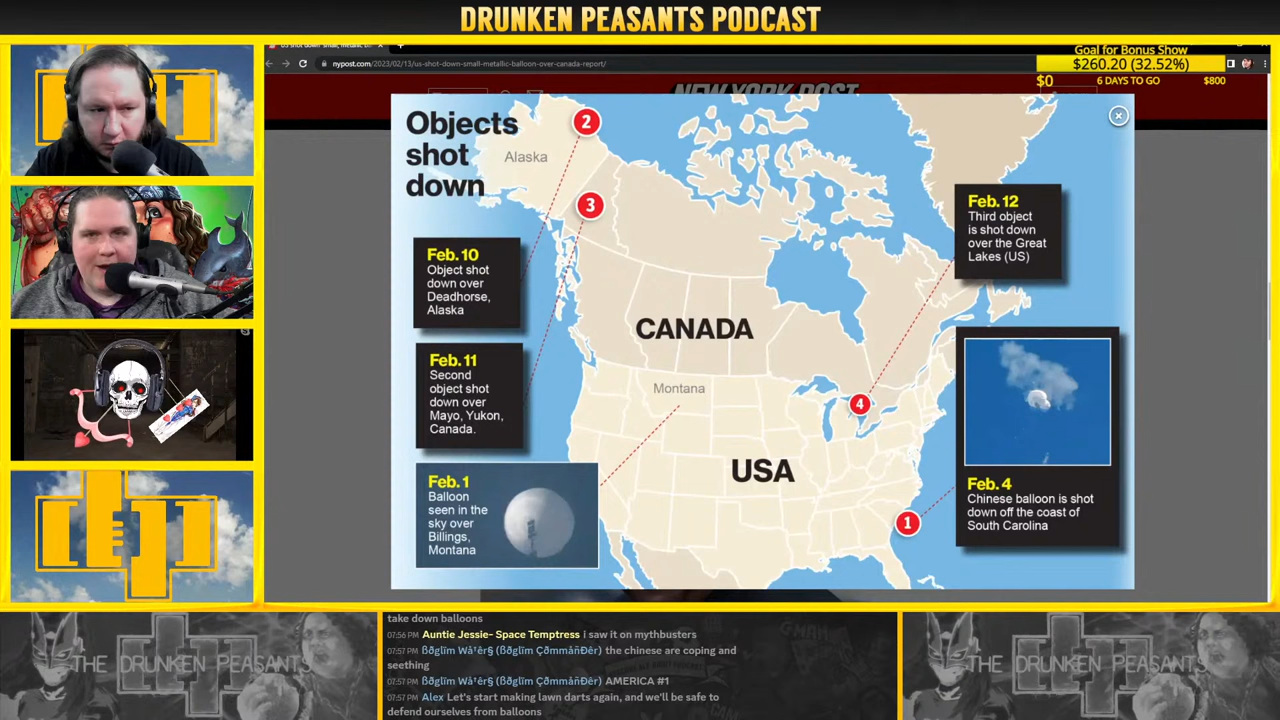 DRUNKEN PEASANTS PODCAST
nypost.com/2023/02/13/us-shot-down-small-metallic-balloon-over-canada-report/
Goal for Bonus Show
$260.20 (32.52%)
$0
6 DAYS TO GO
$800
NEW YORK POST
Objects
shot
down
Alaska
2
3
Feb. 10
Object shot
down over
Deadhorse,
Alaska
Feb. 11
Second
object shot
down over
Mayo, Yukon,
Canada.
Feb. 1
Balloon
seen in the
sky over
Billings,
Montana
CANADA
Montana
USA
4
1
Feb. 12
Third object
is shot down
over the Great
Lakes (US)
Feb. 4
Chinese balloon is shot
down off the coast of
South Carolina
take down balloons
07:56 PM Auntie Jessie- Space Temptress i saw it on mythbusters
07:57 PM the chinese are coping and
seething
07:57 PM AMERICA #1
07:57 PM Alex Let's start making lawn darts again, and we'll be safe to
defend ourselves from balloons
THE DRUNKEN PEASANTS
THE DRUNKEN PEASANTS